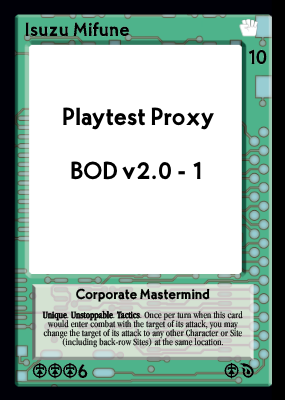 Isuzu Mifune
10
Playtest Proxy
BOD v2.0 - 1
Corporate Mastermind
Unique. Unstoppable. Tactics. Once per turn when this card
would enter combat with the target of its attack, you may
change the target of its attack to any other Character or Site
(including back-row Sites) at the same location.
6